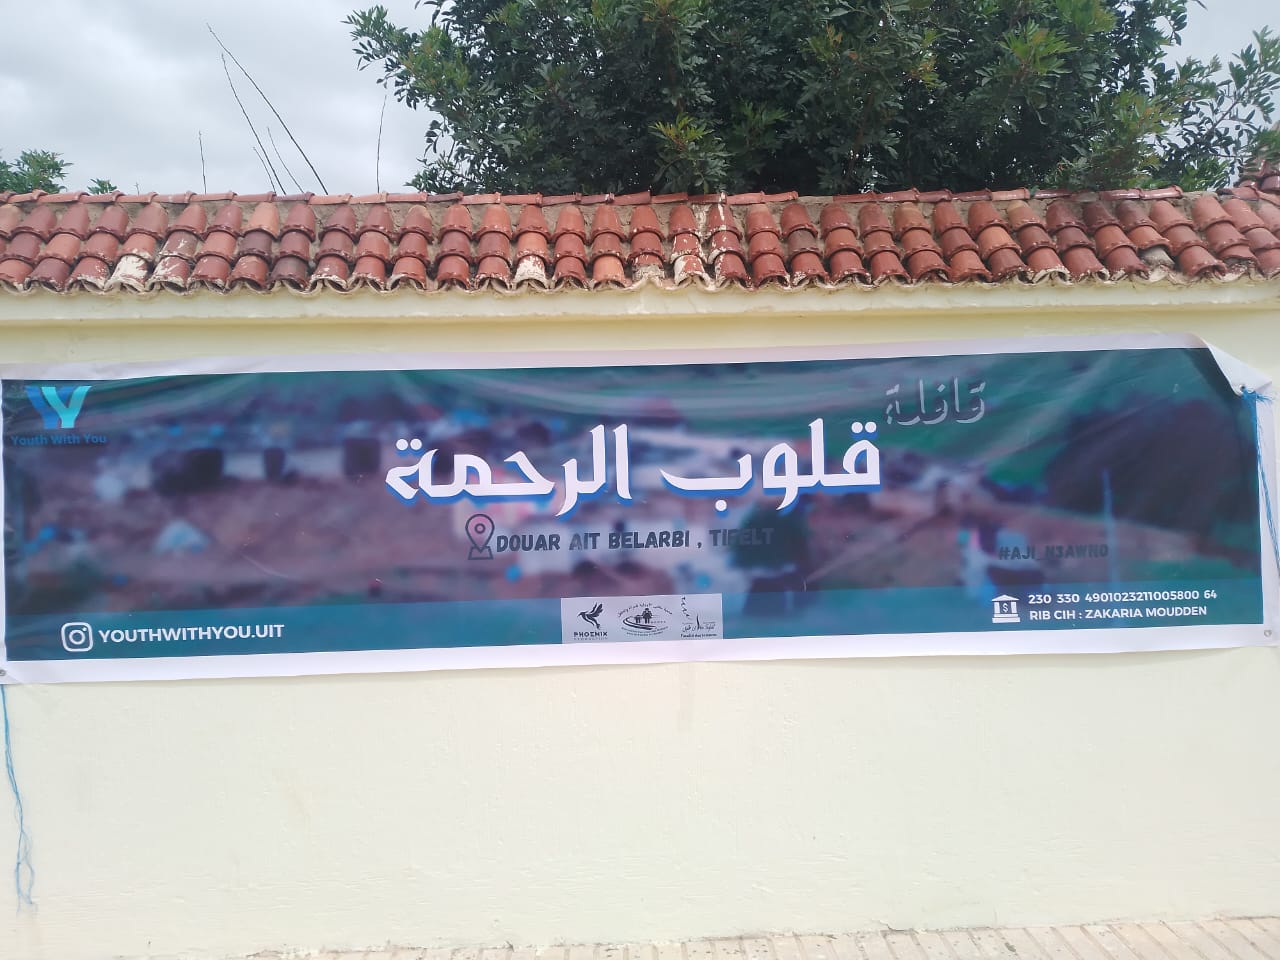 Youth With You
قافلة
قلوب الرحمة
DOUAR AIT BELARBI , TIFELT
#AJI_N3AWNO
YOUTHWITHYOU.UIT
PHOENIX
230 330 4901023211005800 64
RIB CIH : ZAKARIA MOUDDEN